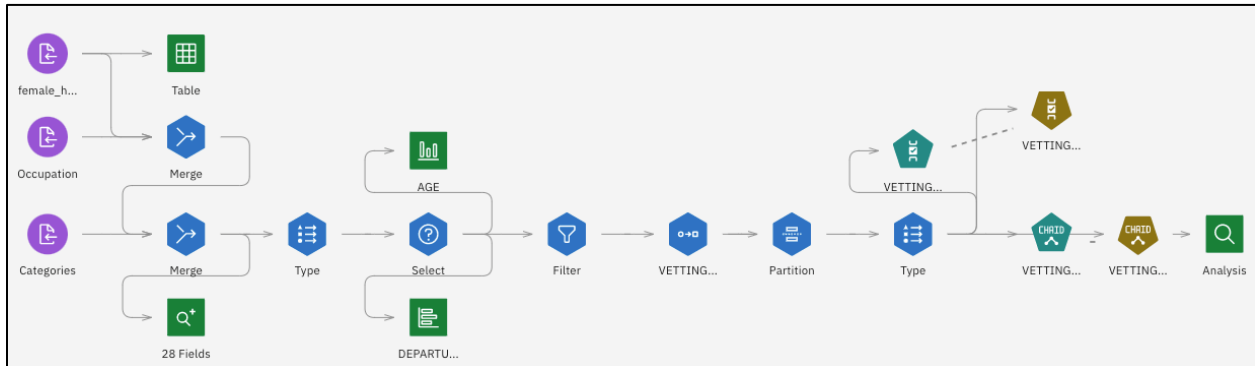 female_h...
Table
Occupation
Merge
AGE
VETTING...
VETTING...
Categories
Merge
Type
Select
Filter
VETTING...
Partition
Type
CHAID
VETTING...
CHAID
VETTING...
Analysis
28 Fields
DEPARTU...